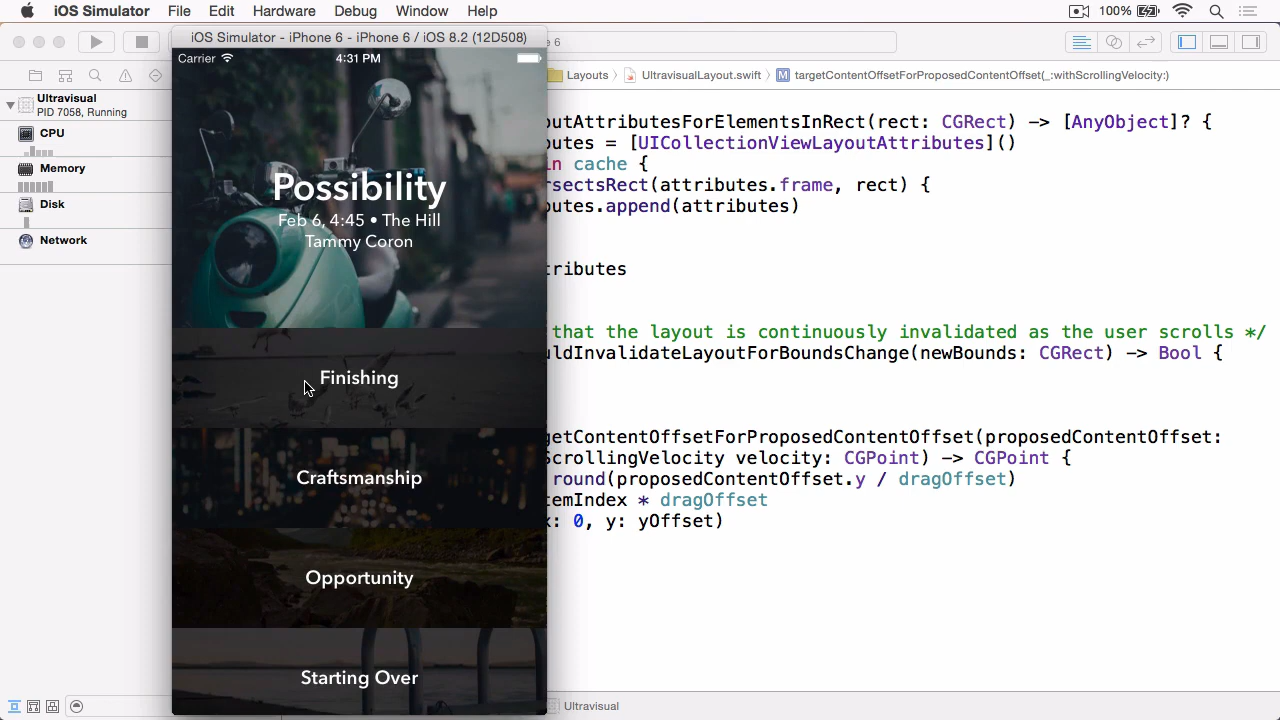 iOS Simulator File Edit Hardware Debug Window Help 100%
iOS Simulator - iPhone 6 - iPhone 6 / iOS 8.2 (12D508)
e 6
Carrier 4:31 PM
Layouts UltravisualLayout.swift M targetContentOffsetForProposedContentOffset(_:withScrollingVelocity:)
Ultravisual
PID 7058, Running
CPU
Memory
Disk
Network
Possibility
Feb 6, 4:45 • The Hill
Tammy Coron
Finishing
Craftsmanship
Opportunity
Starting Over
utAttributesForElementsInRect(rect: CGRect) -> [AnyObject]? {
butes = [UICollectionViewLayoutAttributes]()
in cache {
rsectsRect(attributes.frame, rect) {
butes.append(attributes)
tributes
that the layout is continuously invalidated as the user scrolls */
uldInvalidateLayoutForBoundsChange(newBounds: CGRect) -> Bool {
getContentOffsetForProposedContentOffset(proposedContentOffset:
ScrollingVelocity velocity: CGPoint) -> CGPoint {
round(proposedContentOffset.y / dragOffset)
temIndex * dragOffset
x: 0, y: yOffset)
Ultravisual